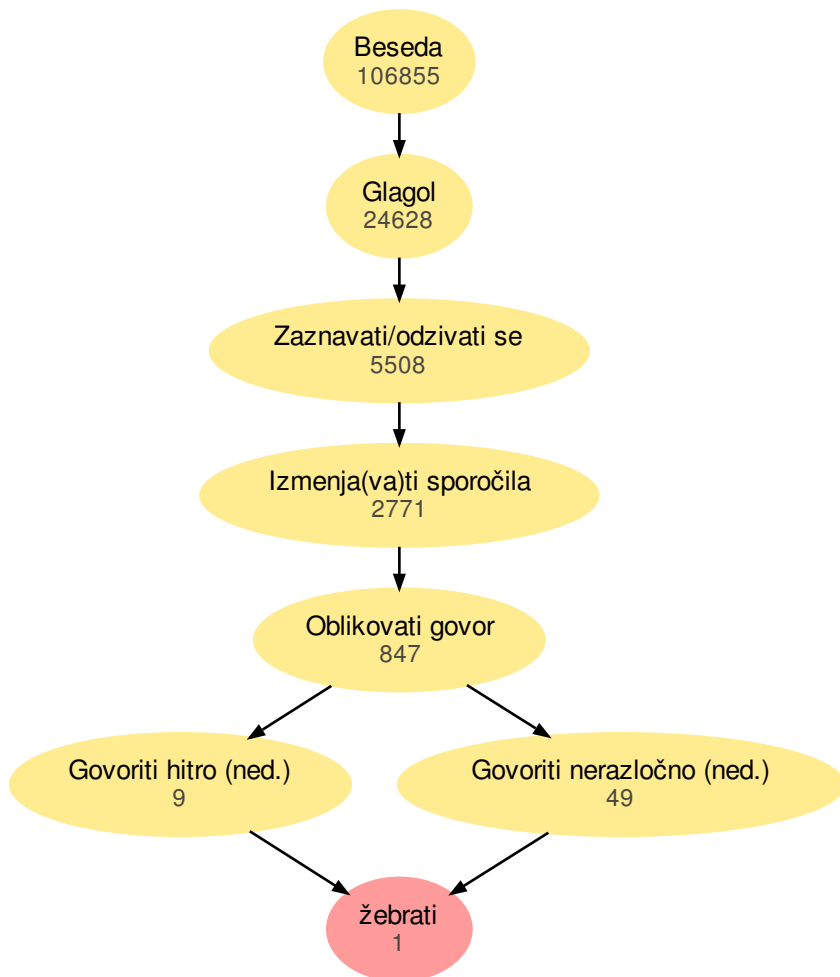 Beseda
106855
Glagol
24628
Zaznavati/odzivati se
5508
Izmenja(va)ti sporočila
2771
Oblikovati govor
847
Govoriti hitro (ned.)
9
Govoriti nerazločno (ned.)
49
žebrati
1